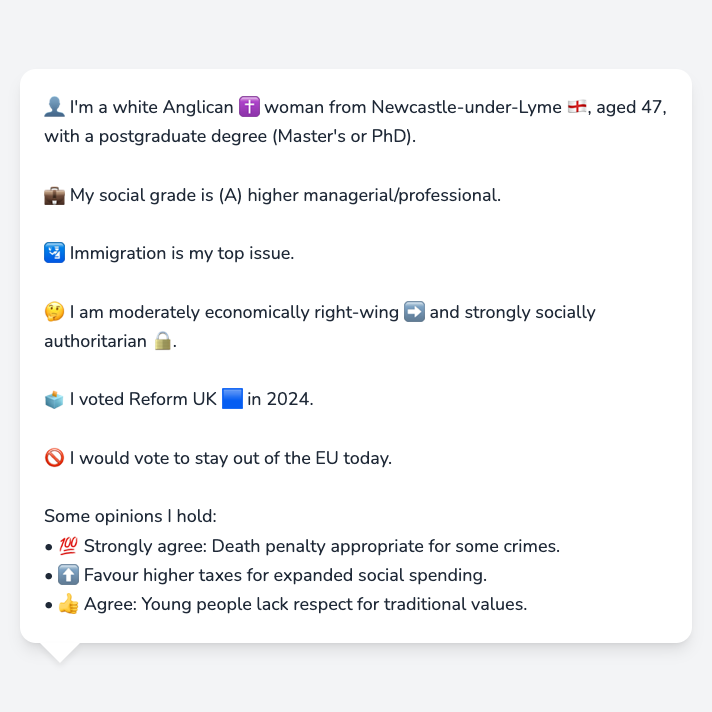 👤 I'm a white Anglican ✝️ woman from Newcastle-under-Lyme 🏴󠁧󠁢󠁥󠁮󠁧󠁿, aged 47,
with a postgraduate degree (Master's or PhD).
💼 My social grade is (A) higher managerial/professional.
🛂 Immigration is my top issue.
🤔 I am moderately economically right-wing ➡️ and strongly socially
authoritarian 🔒.
🗳️ I voted Reform UK 🟦 in 2024.
🚫 I would vote to stay out of the EU today.
Some opinions I hold:
• 💯 Strongly agree: Death penalty appropriate for some crimes.
• ⬆️ Favour higher taxes for expanded social spending.
• 👍 Agree: Young people lack respect for traditional values.